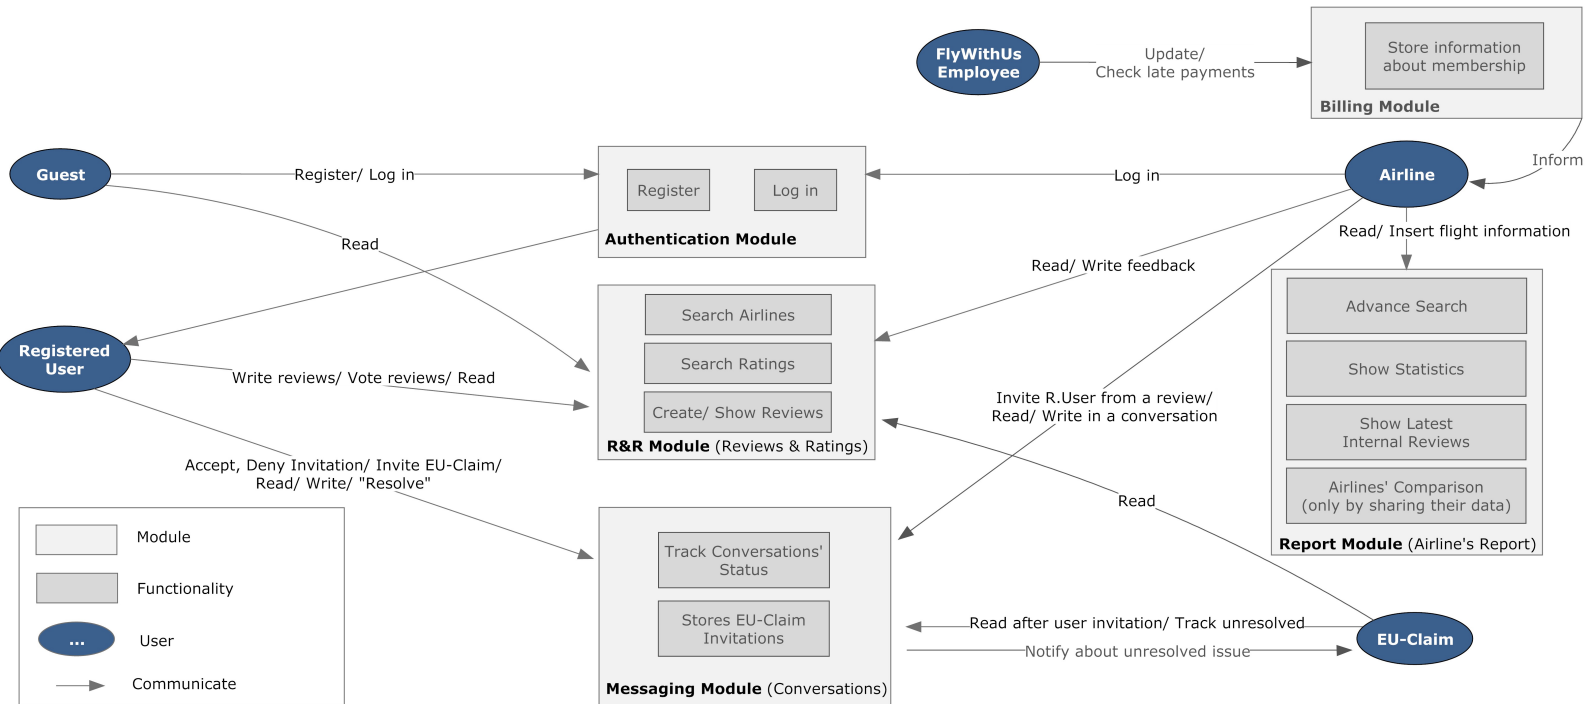 FlyWithUs
Employee
Update/
Check late payments
Store information
about membership
Billing Module
Inform
Guest
Register/ Log in
Register
Log in
Authentication Module
Log in
Airline
Read
Read/ Insert flight information
Read/ Write feedback
Registered
User
Write reviews/ Vote reviews/ Read
Search Airlines
Search Ratings
Create/ Show Reviews
R&R Module (Reviews & Ratings)
Invite R.User from a review/
Read/ Write in a conversation
Advance Search
Show Statistics
Show Latest
Internal Reviews
Airlines' Comparison
(only by sharing their data)
Report Module (Airline's Report)
Accept, Deny Invitation/ Invite EU-Claim/
Read/ Write/ "Resolve"
Read
Track Conversations'
Status
Stores EU-Claim
Invitations
Messaging Module (Conversations)
Read after user invitation/ Track unresolved
Notify about unresolved issue
EU-Claim
Module
Functionality
...
User
Communicate